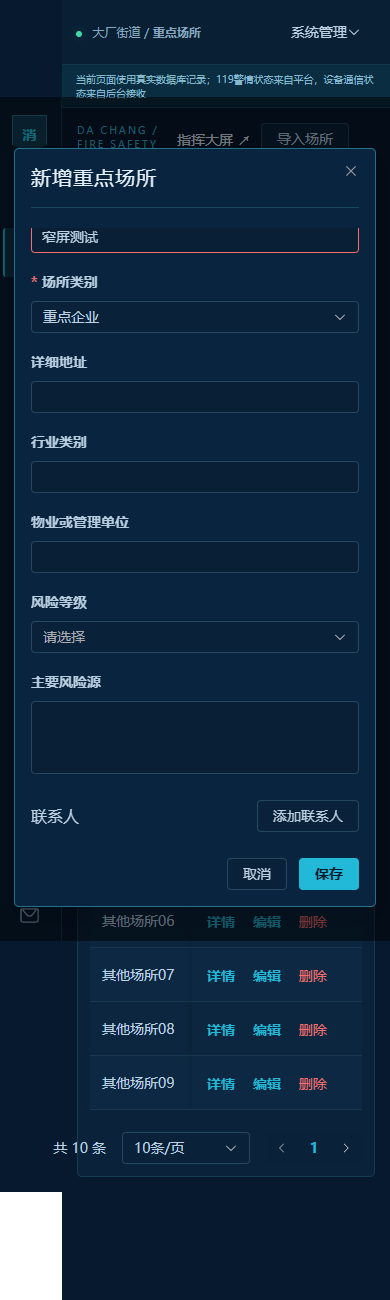 大厂街道 / 重点场所
系统管理
当前页面使用真实数据库记录；119警情状态来自平台，设备通信状
态来自后台接收
消
DA CHANG /
FIRE SAFETY
指挥大屏 ↗
导入场所
新增重点场所
窄屏测试
* 场所类别
重点企业
详细地址
行业类别
物业或管理单位
风险等级
请选择
主要风险源
联系人
添加联系人
取消
保存
其他场所06 详情 编辑 删除
其他场所07 详情 编辑 删除
其他场所08 详情 编辑 删除
其他场所09 详情 编辑 删除
共 10 条
10条/页
1